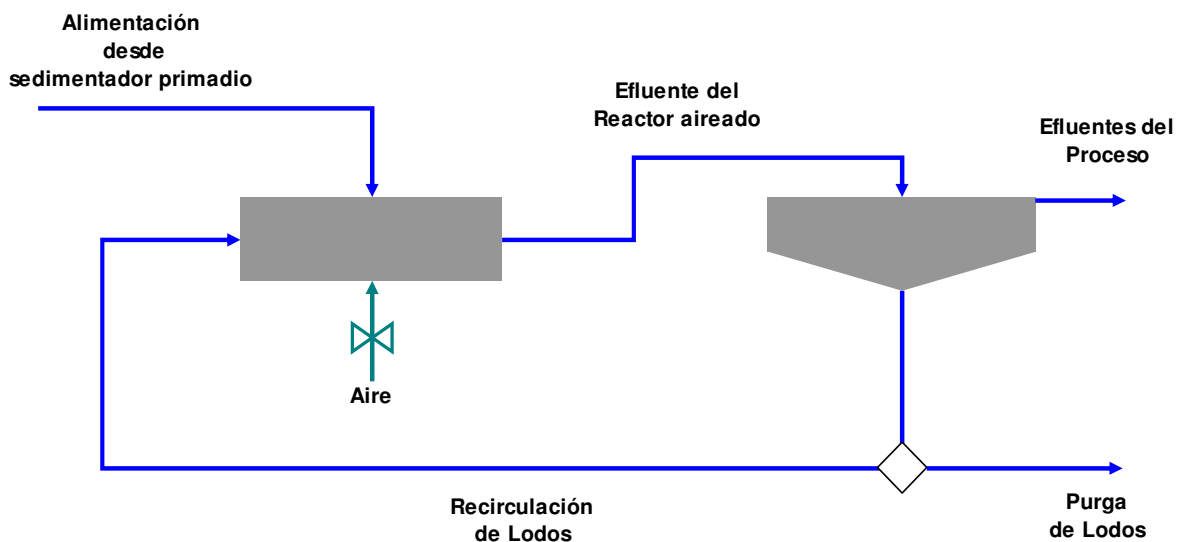 Alimentación
desde
sedimentador primadio
Efluente del
Reactor aireado
Efluentes del
Proceso
Aire
Recirculación
de Lodos
Purga
de Lodos